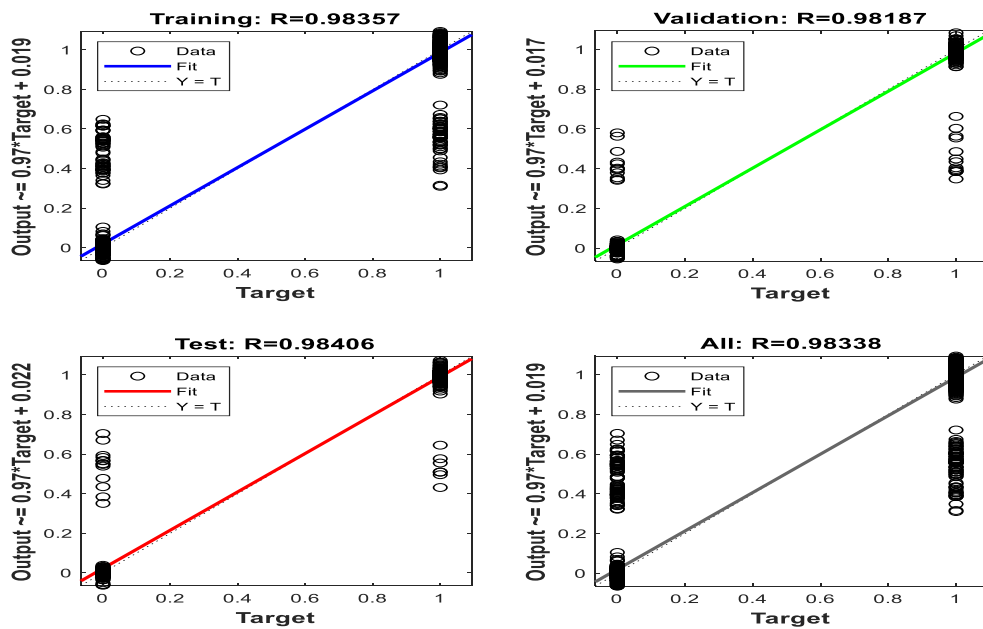 Training: R=0.98357
Output ~= 0.97*Target + 0.019
1
0.8
0.6
0.4
0.2
0
Data
Fit
Y = T
0 0.2 0.4 0.6 0.8 1
Target
Validation: R=0.98187
Output ~= 0.97*Target + 0.017
1
0.8
0.6
0.4
0.2
0
Data
Fit
Y = T
0 0.2 0.4 0.6 0.8 1
Target
Test: R=0.98406
Output ~= 0.97*Target + 0.022
1
0.8
0.6
0.4
0.2
0
Data
Fit
Y = T
0 0.2 0.4 0.6 0.8 1
Target
All: R=0.98338
Output ~= 0.97*Target + 0.019
1
0.8
0.6
0.4
0.2
0
Data
Fit
Y = T
0 0.2 0.4 0.6 0.8 1
Target